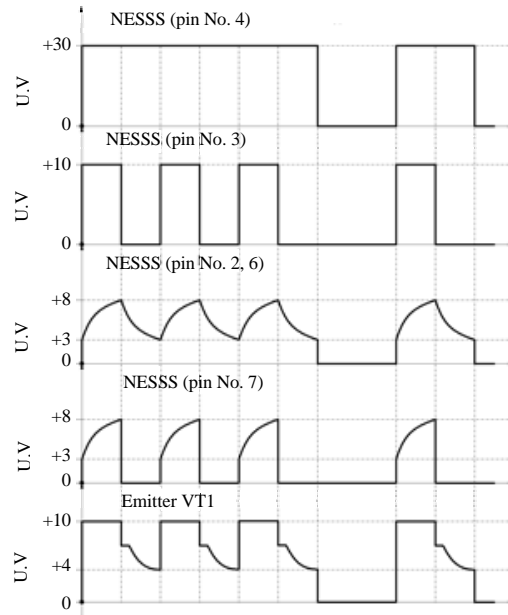 NESSS (pin No. 4)
+30
U.V
0
NESSS (pin No. 3)
+10
U.V
0
NESSS (pin No. 2, 6)
+8
U.V
+3
0
NESSS (pin No. 7)
+8
U.V
+3
0
Emitter VT1
+10
U.V
+4
0